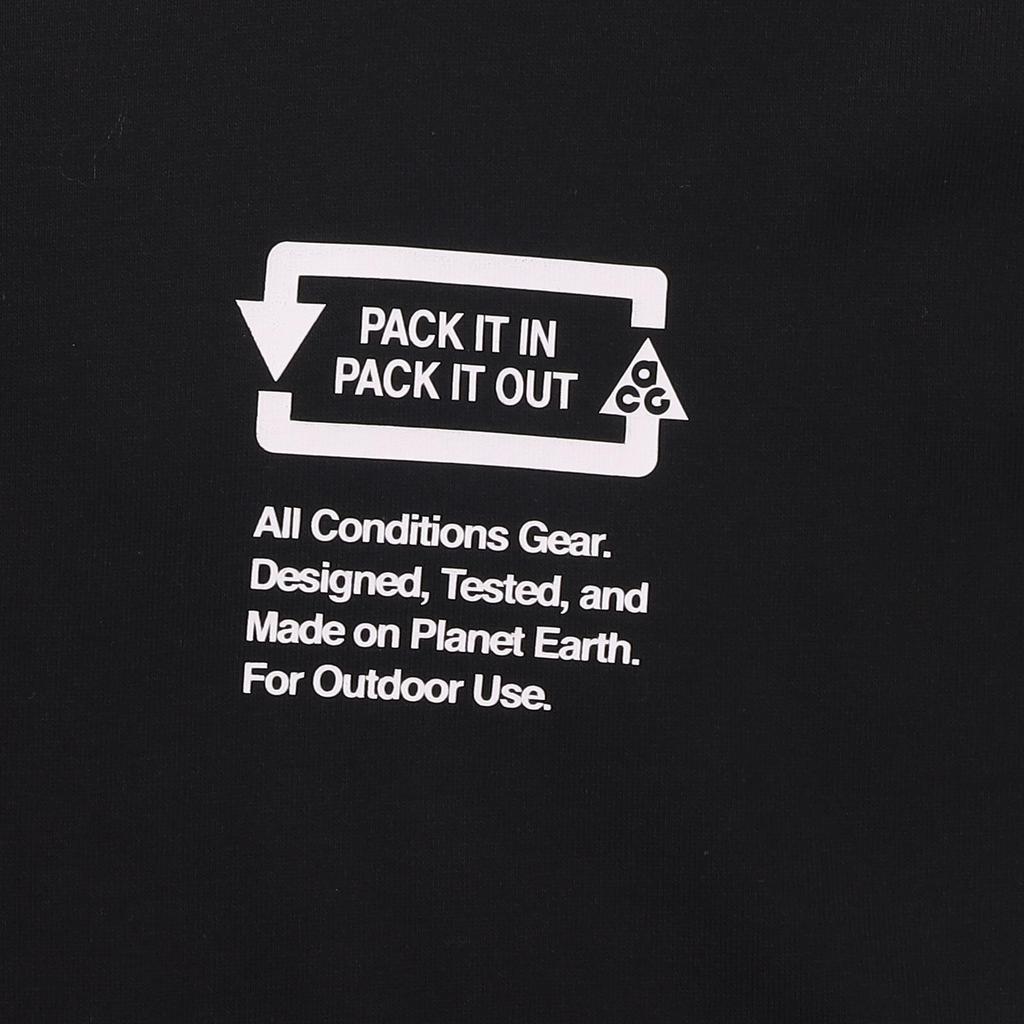 PACK IT IN
PACK IT OUT
a
CG
All Conditions Gear.
Designed, Tested, and
Made on Planet Earth.
For Outdoor Use.